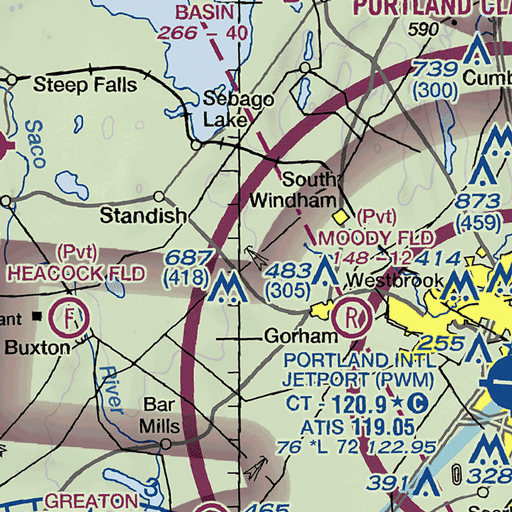 BASIN
266 – 40
PORTLAND CLA
590
739
(300)
Cumb
Steep Falls
Sebago
Lake
Saco
South
Windham
873
(459)
Standish
(Pvt)
MOODY FLD
148 – 12
(Pvt)
HEACOCK FLD
687
(418)
483
(305)
414
Westbrook
F
R
ant
Buxton
Gorham
255
PORTLAND INTL
JETPORT (PWM)
CT - 120.9 * C
ATIS 119.05
76 *L 72 122.95
River
Bar
Mills
328
391
GREATON
465
Scar